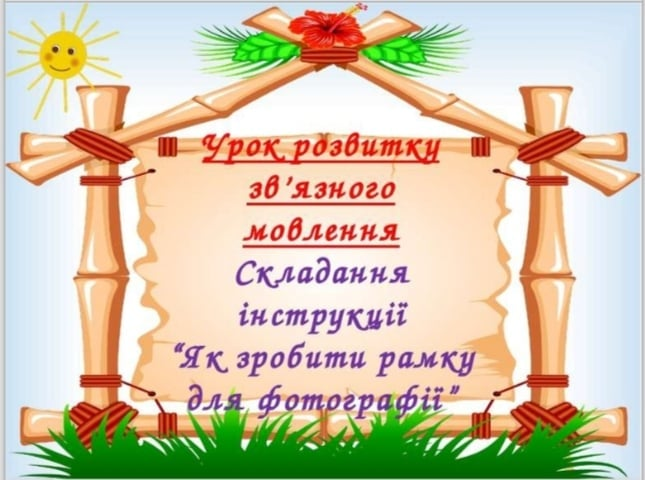 Урок розвитку
зв’язного
мовлення
Складання
інструкції
“Як зробити рамку
для фотографії”